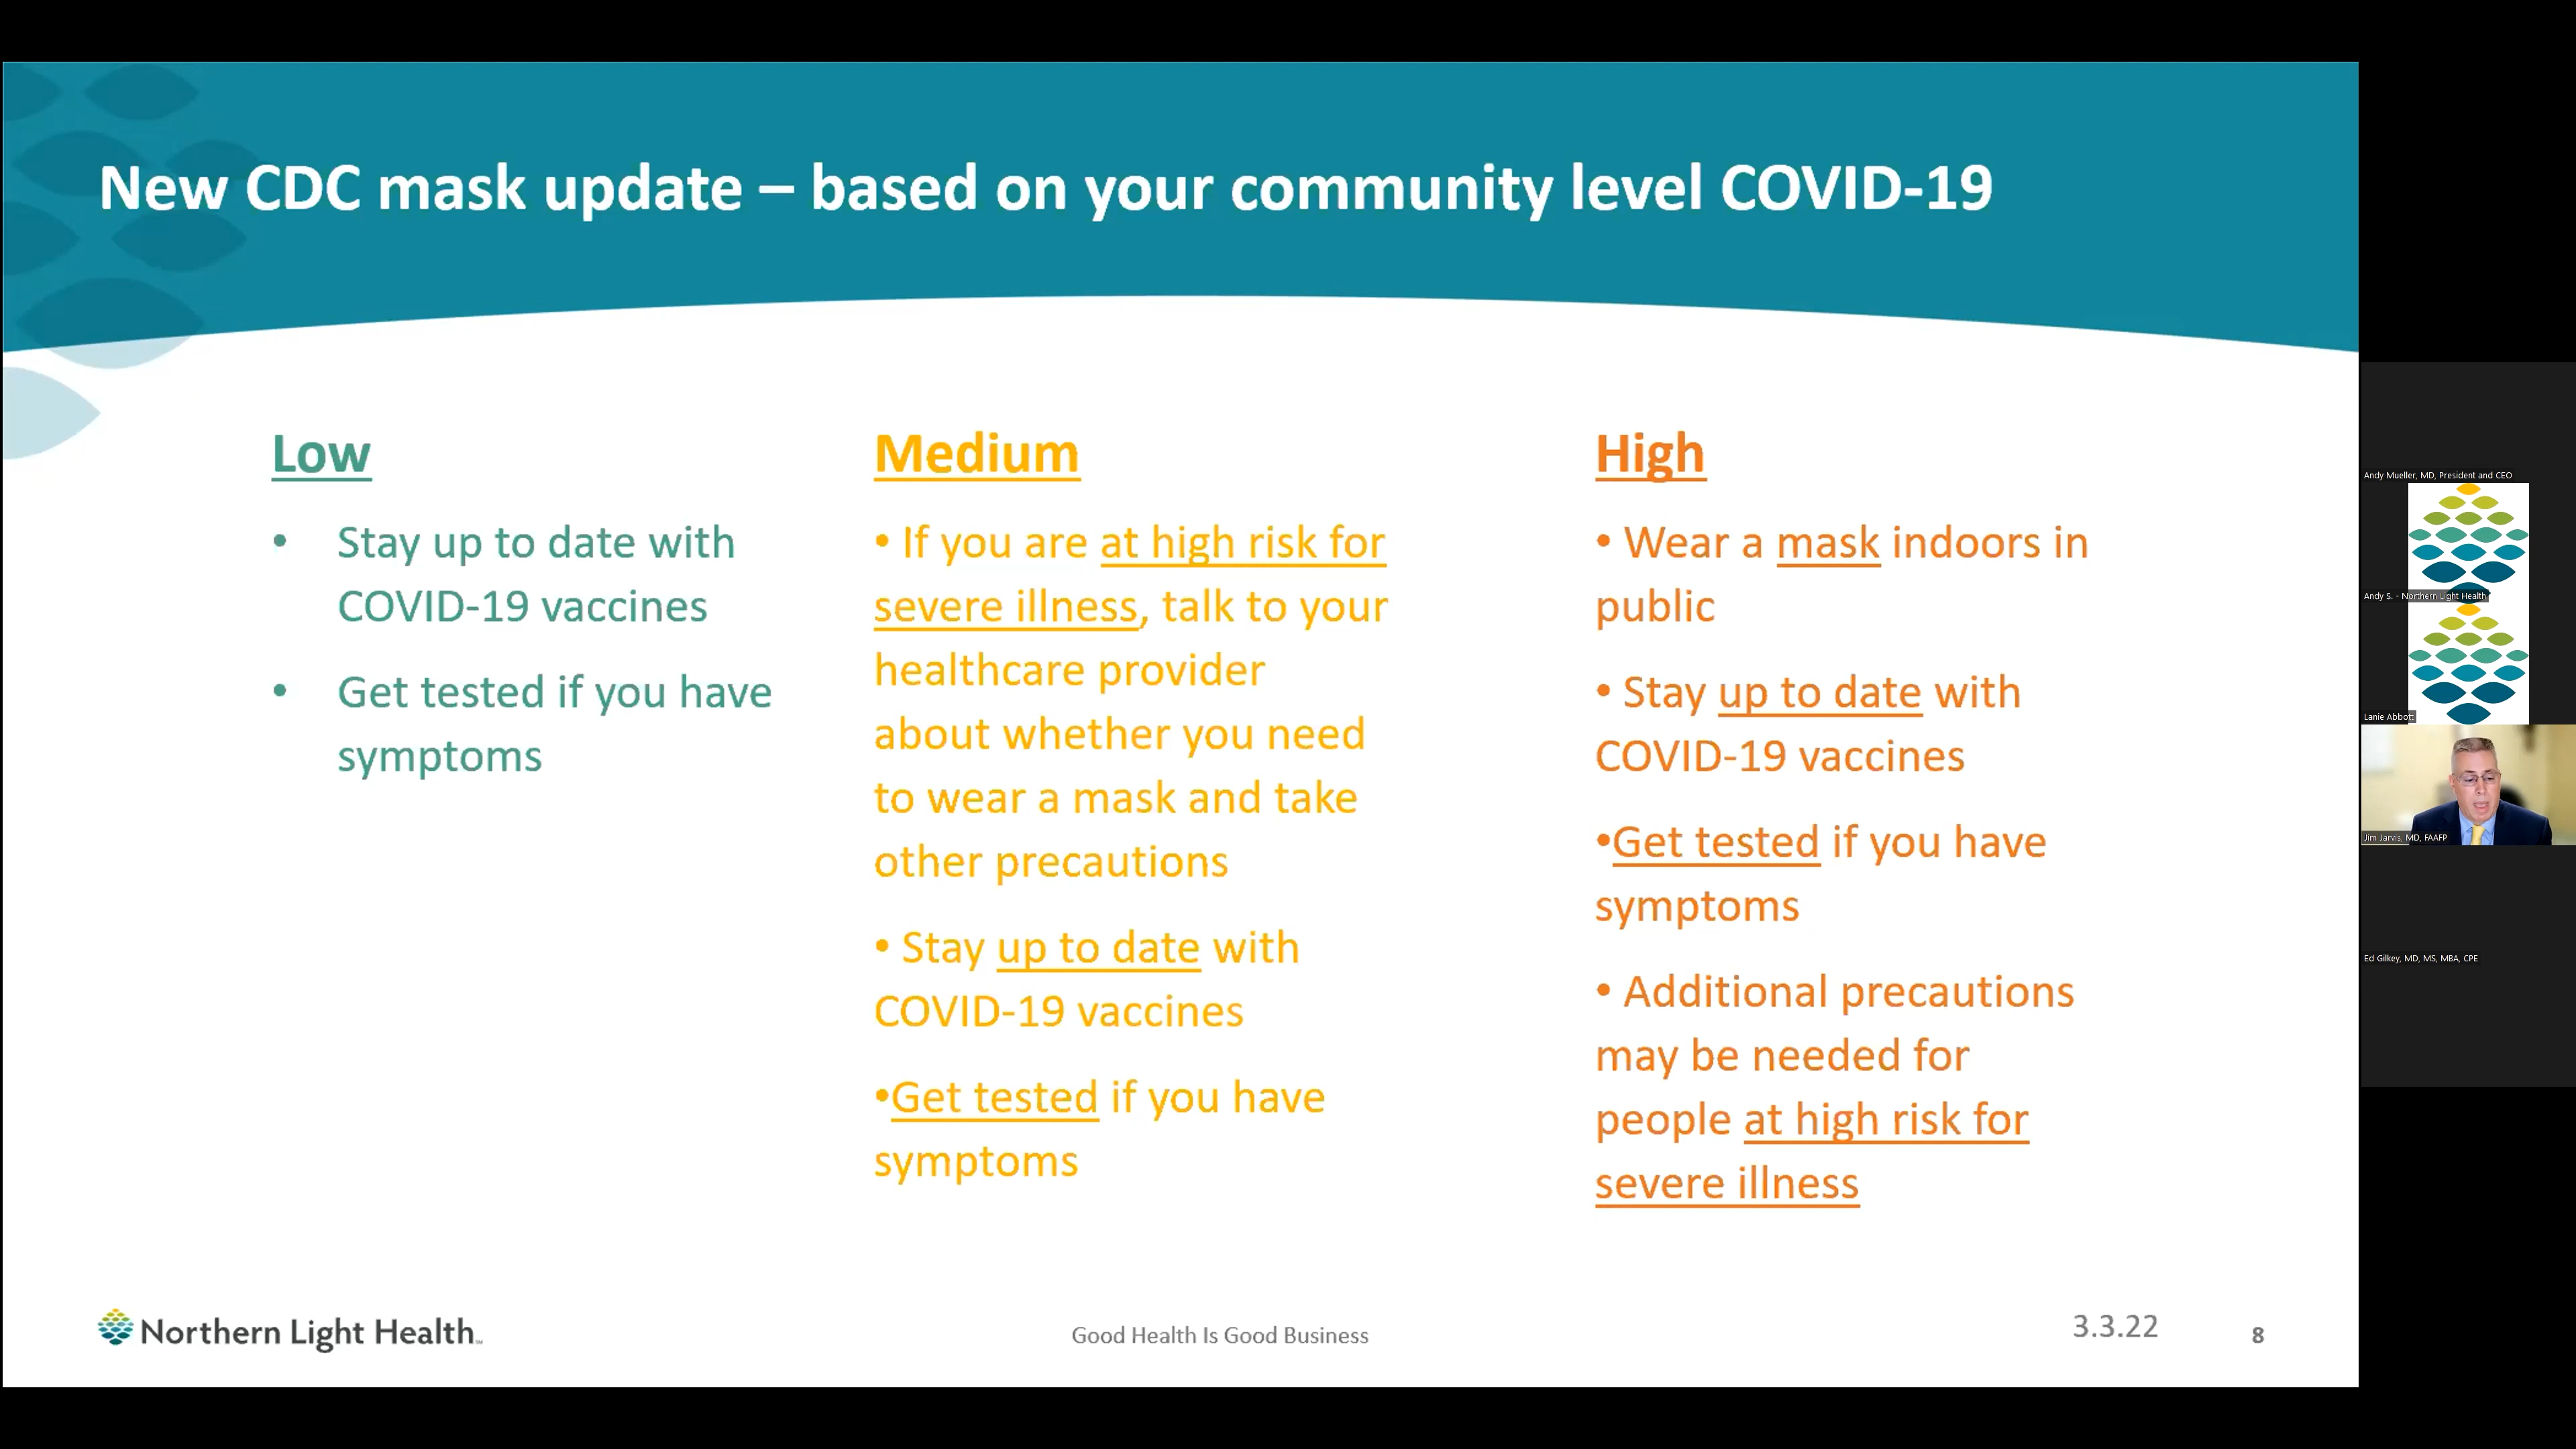 New CDC mask update – based on your community level COVID-19
Low
• Stay up to date with
COVID-19 vaccines
• Get tested if you have
symptoms
Medium
• If you are at high risk for
severe illness, talk to your
healthcare provider
about whether you need
to wear a mask and take
other precautions
• Stay up to date with
COVID-19 vaccines
•Get tested if you have
symptoms
High
• Wear a mask indoors in
public
• Stay up to date with
COVID-19 vaccines
•Get tested if you have
symptoms
• Additional precautions
may be needed for
people at high risk for
severe illness
Northern Light Health
Good Health Is Good Business
3.3.22
8
Andy Mueller, MD, President and CEO
Andy S. - Northern Light Health
Lanie Abbott
Jim Jarvis, MD, FAAFP
Ed Gilkey, MD, MS, MBA, CPE